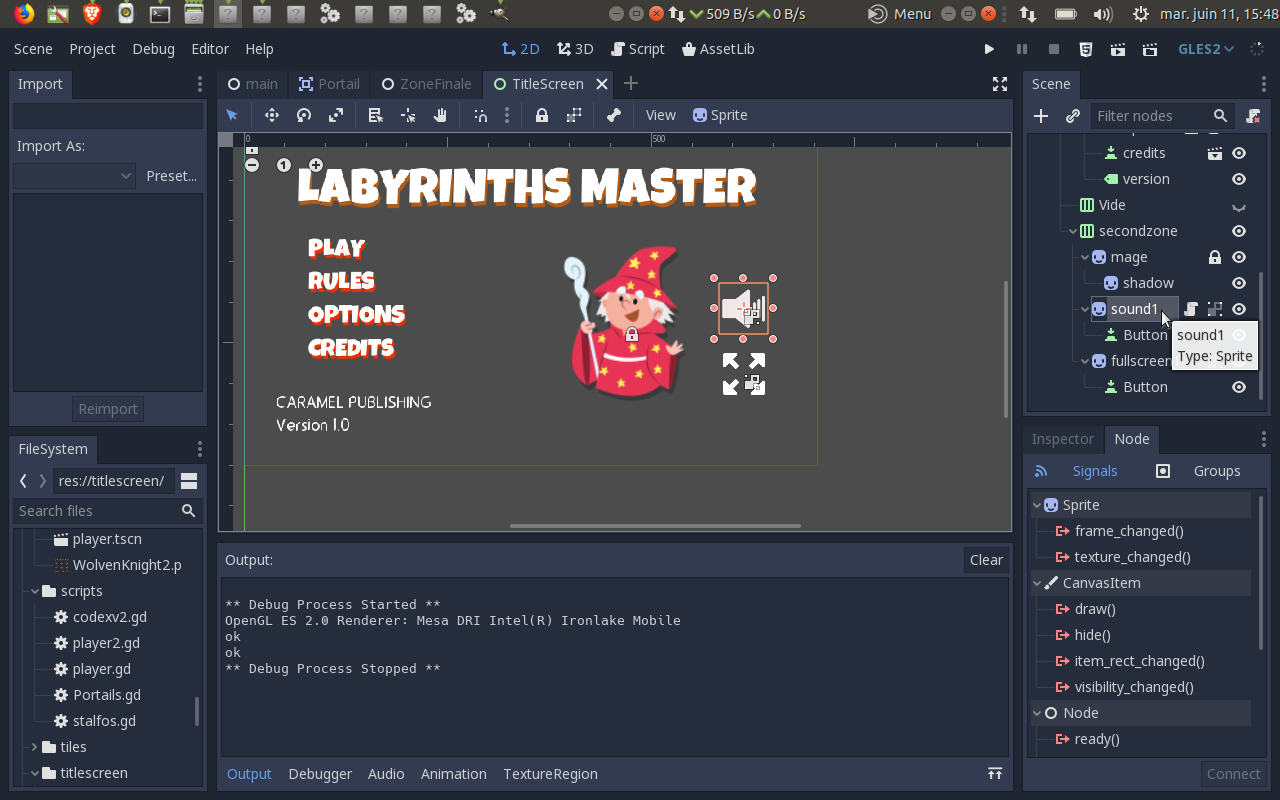 509 B/s 0 B/s Menu mar. juin 11, 15:48
Scene Project Debug Editor Help 2D 3D Script AssetLib GLES2
Import
main Portail ZoneFinale TitleScreen
Scene
View Sprite
Filter nodes
Import As:
Preset...
Reimport
0 500
1
LABYRINTHS MASTER
PLAY
RULES
OPTIONS
CREDITS
CARAMEL PUBLISHING
Version 1.0
credits
version
Vide
secondzone
mage
shadow
sound1
Button
fullscreen
Button
sound1
Type: Sprite
FileSystem
res://titlescreen/
Search files
player.tscn
WolvenKnight2.p
scripts
codexv2.gd
player2.gd
player.gd
Portails.gd
stalfos.gd
tiles
titlescreen
Output:
Clear
** Debug Process Started **
OpenGL ES 2.0 Renderer: Mesa DRI Intel(R) Ironlake Mobile
ok
ok
** Debug Process Stopped **
Output Debugger Audio Animation TextureRegion
Inspector Node
Signals Groups
Sprite
frame_changed()
texture_changed()
CanvasItem
draw()
hide()
item_rect_changed()
visibility_changed()
Node
ready()
Connect